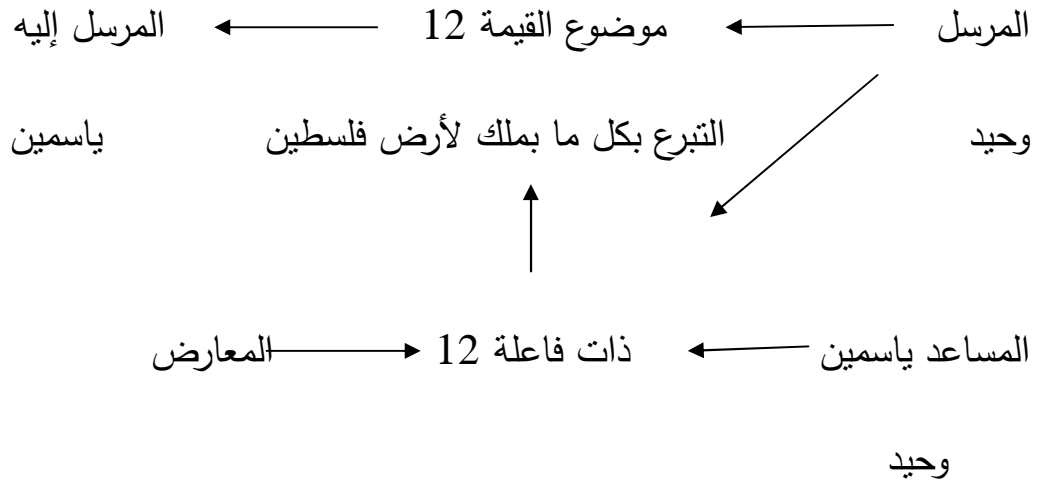 المرسل موضوع القيمة 12 المرسل إليه
وحيد التبرع بكل ما بملك لأرض فلسطين ياسمين
المساعد ياسمين ذات فاعلة 12 المعارض
وحيد